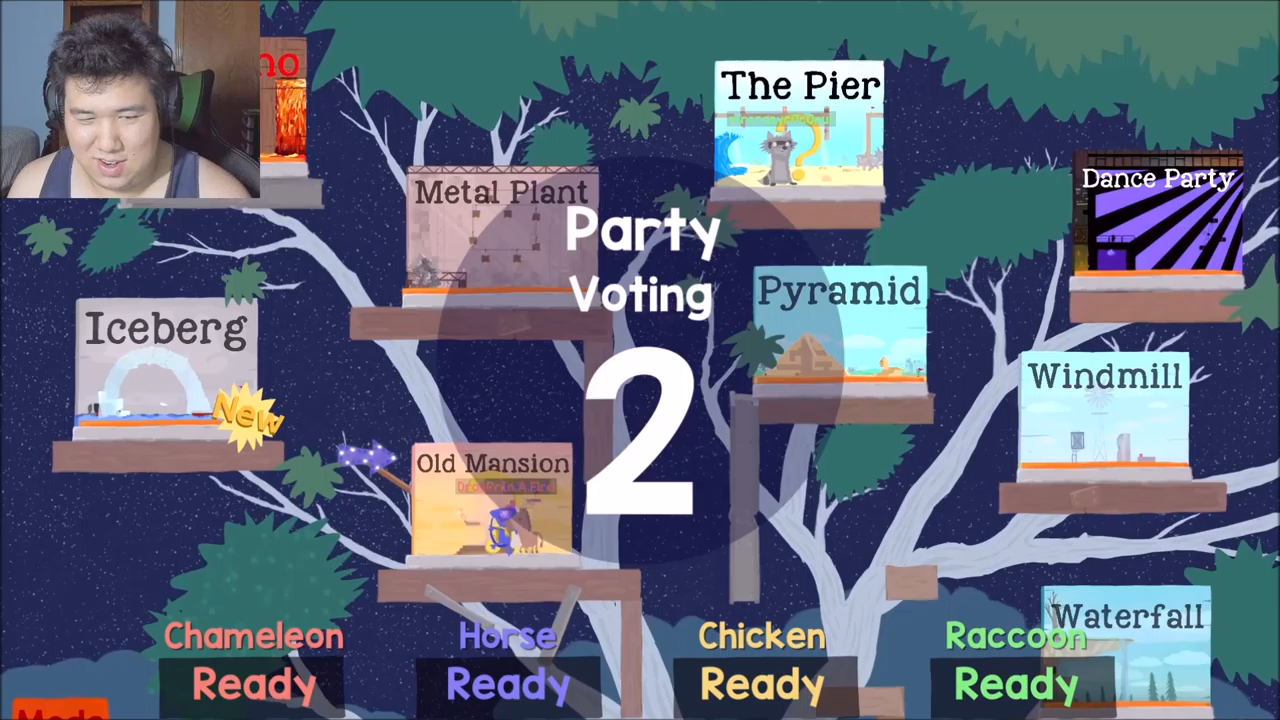 The Pier
Metal Plant
Dance Party
Party
Voting
2
Pyramid
Iceberg
New
Windmill
Old Mansion
Waterfall
Chameleon
Ready
Horse
Ready
Chicken
Ready
Raccoon
Ready